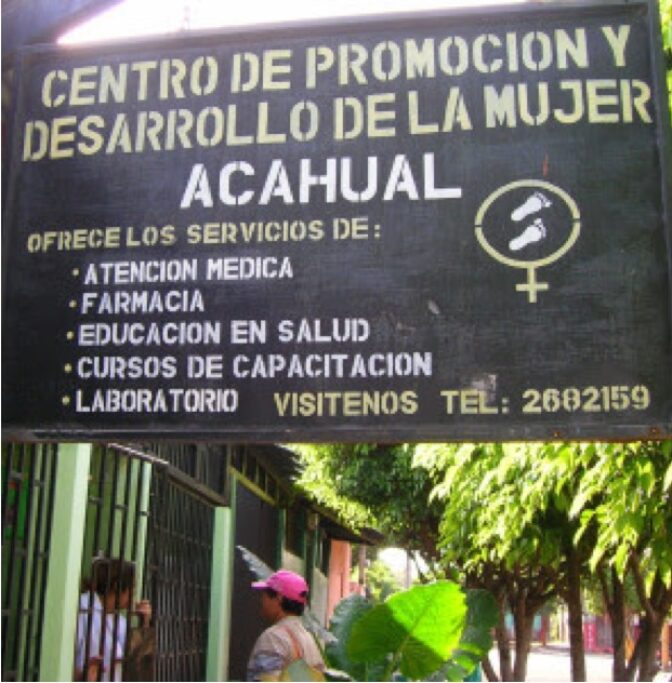 CENTRO DE PROMOCION Y
DESARROLLO DE LA MUJER
ACAHUAL
OFRECE LOS SERVICIOS DE:
• ATENCION MEDICA
• FARMACIA
• EDUCACION EN SALUD
• CURSOS DE CAPACITACION
• LABORATORIO VISITENOS TEL: 2682159